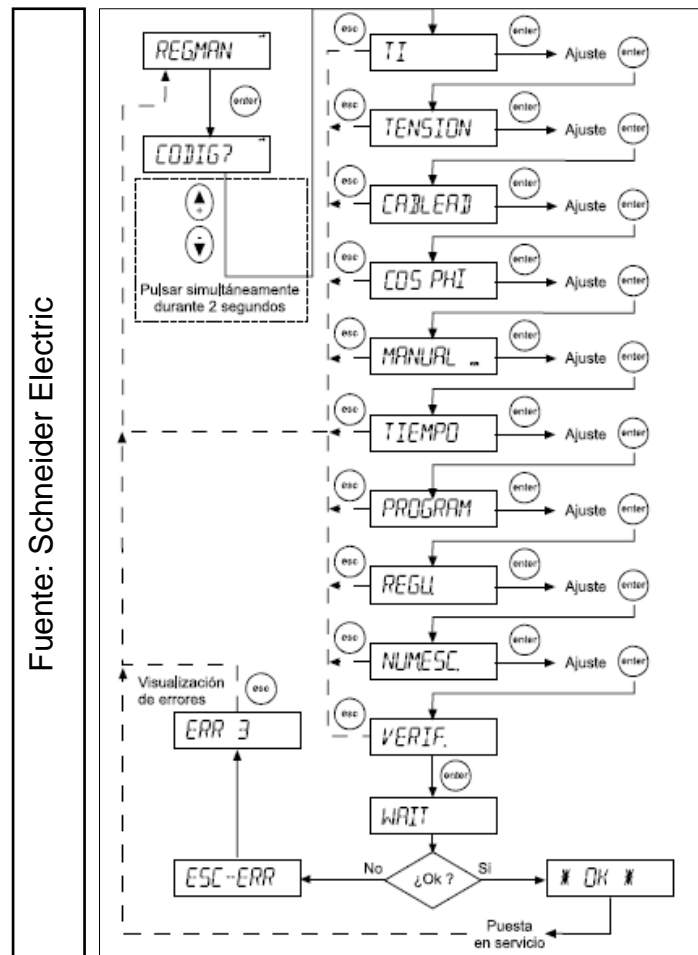 Fuente: Schneider Electric
REGMAN
enter
CODIG?
+
-
Pulsar simultáneamente
durante 2 segundos
esc
TI
enter
Ajuste
enter
esc
TENSION
enter
Ajuste
enter
esc
CABLEAD
enter
Ajuste
enter
esc
COS PHI
enter
Ajuste
enter
esc
MANUAL
enter
Ajuste
enter
esc
TIEMPO
enter
Ajuste
enter
esc
PROGRAM
enter
Ajuste
enter
esc
REGU.
enter
Ajuste
enter
esc
NUMESC.
enter
Ajuste
enter
esc
VERIF.
enter
WAIT
¿Ok ?
No
Si
ESC-ERR
Visualización
de errores
ERR 3
esc
* OK *
Puesta
en servicio